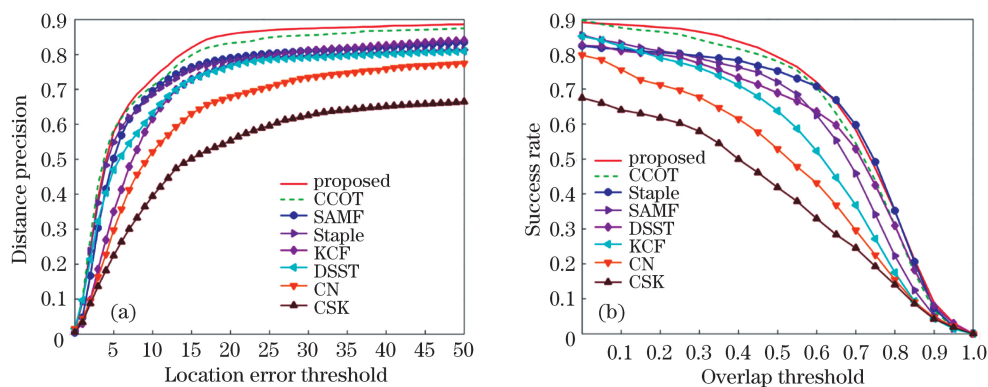 0.9
0.8
0.7
0.6
0.5
0.4
0.3
0.2
0.1
0
Distance precision
proposed
CCOT
SAMF
Staple
KCF
DSST
CN
CSK
(a)
5 10 15 20 25 30 35 40 45 50
Location error threshold
0.9
0.8
0.7
0.6
0.5
0.4
0.3
0.2
0.1
0
Success rate
proposed
CCOT
Staple
SAMF
DSST
KCF
CN
CSK
(b)
0.1 0.2 0.3 0.4 0.5 0.6 0.7 0.8 0.9 1.0
Overlap threshold